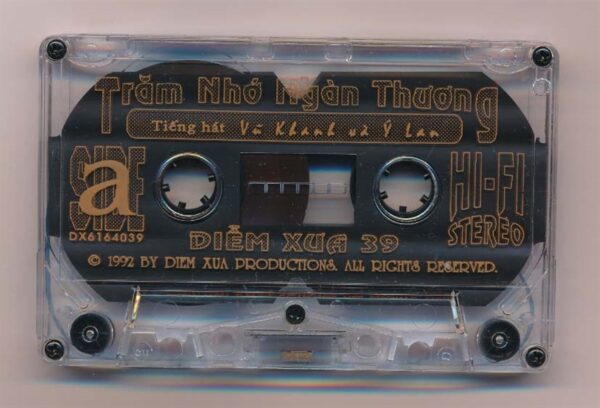 Trăm Nhớ Ngàn Thương
Tiếng hát Vũ Khanh và Ý Lan
SIDE
a
HI-FI
STEREO
DX6164039
DIỄM XƯA 39
© 1992 BY DIEM XUA PRODUCTIONS. ALL RIGHTS RESERVED.